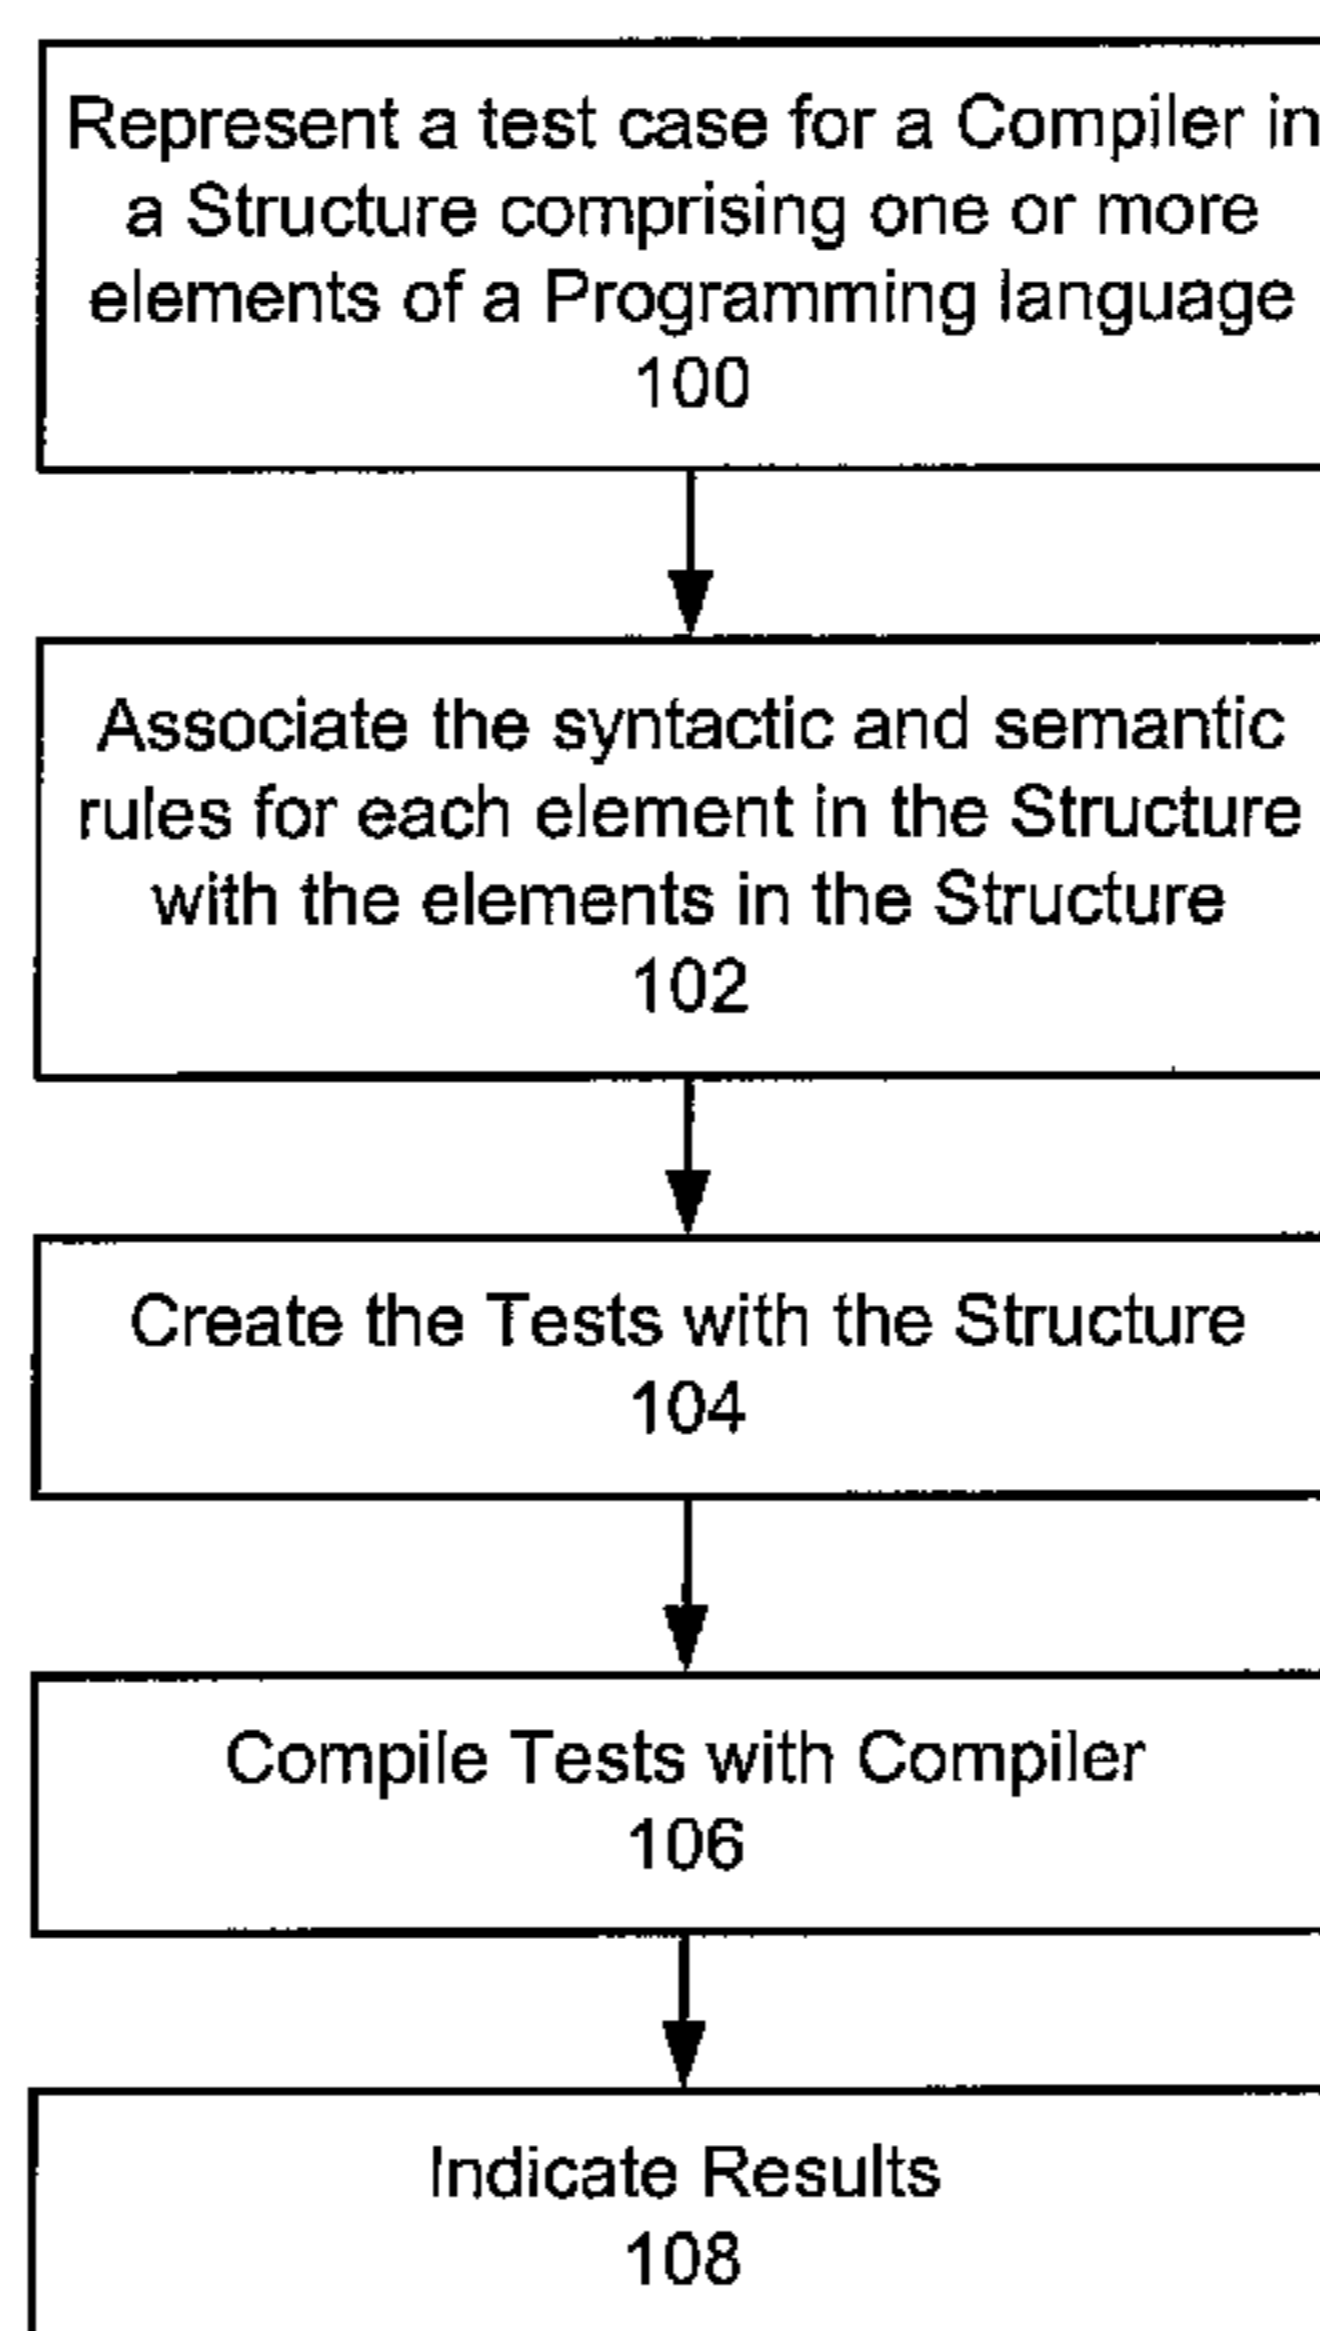 Represent a test case for a Compiler in
a Structure comprising one or more
elements of a Programming language
100
Associate the syntactic and semantic
rules for each element in the Structure
with the elements in the Structure
102
Create the Tests with the Structure
104
Compile Tests with Compiler
106
Indicate Results
108